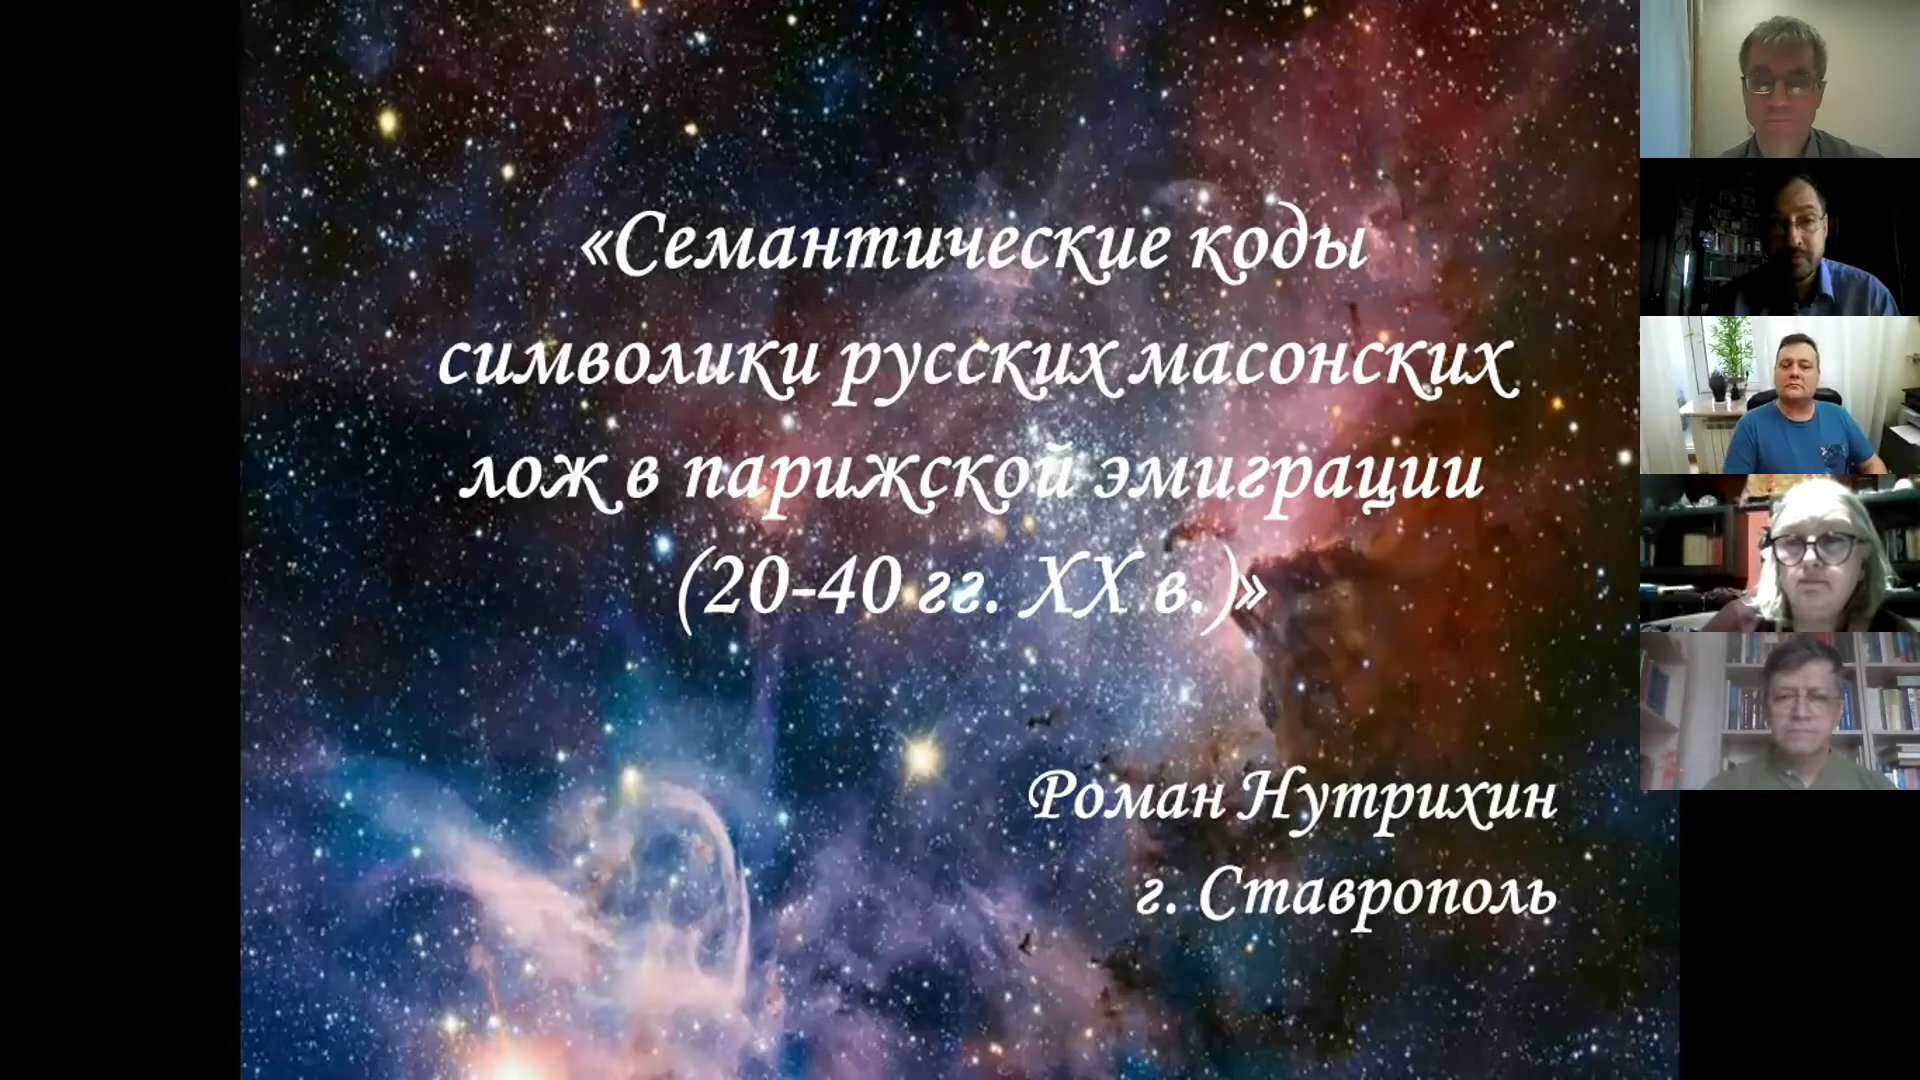 «Семантические коды
символики русских масонских
лож в парижской эмиграции
(20-40 гг. XX в.)»
Роман Нутрихин
г. Ставрополь